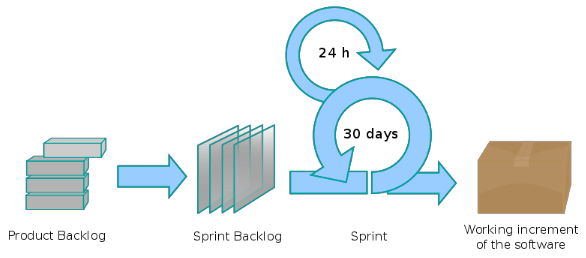 24 h
30 days
Product Backlog
Sprint Backlog
Sprint
Working increment
of the software